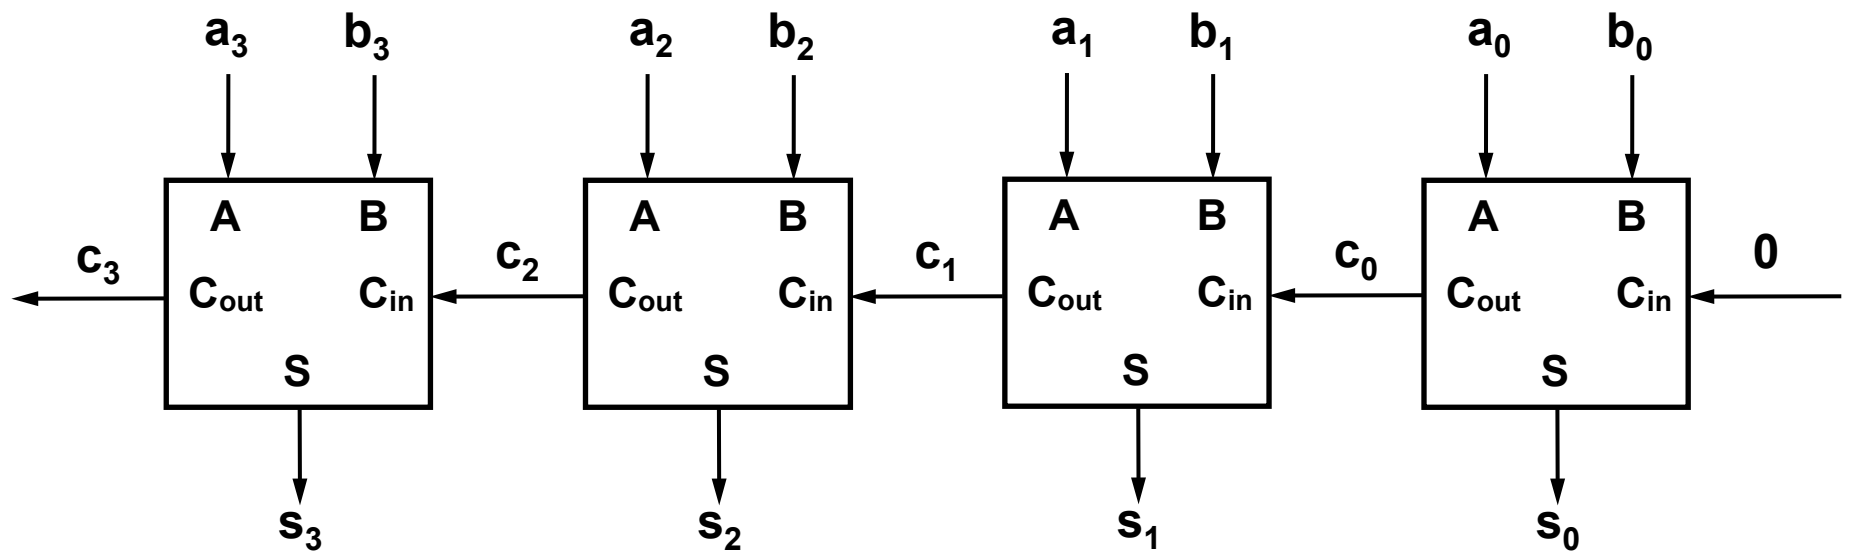 a3 b3 a2 b2 a1 b1 a0 b0
A B A B A B A B
c3 c2 c1 c0 0
Cout Cin Cout Cin Cout Cin Cout Cin
S S S S
s3 s2 s1 s0